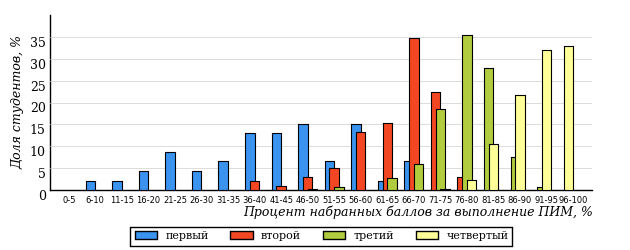 Доля студентов, %
35
30
25
20
15
10
5
0
0-5 6-10 11-15 16-20 21-25 26-30 31-35 36-40 41-45 46-50 51-55 56-60 61-65 66-70 71-75 76-80 81-85 86-90 91-95 96-100
Процент набранных баллов за выполнение ПИМ, %
первый второй третий четвертый